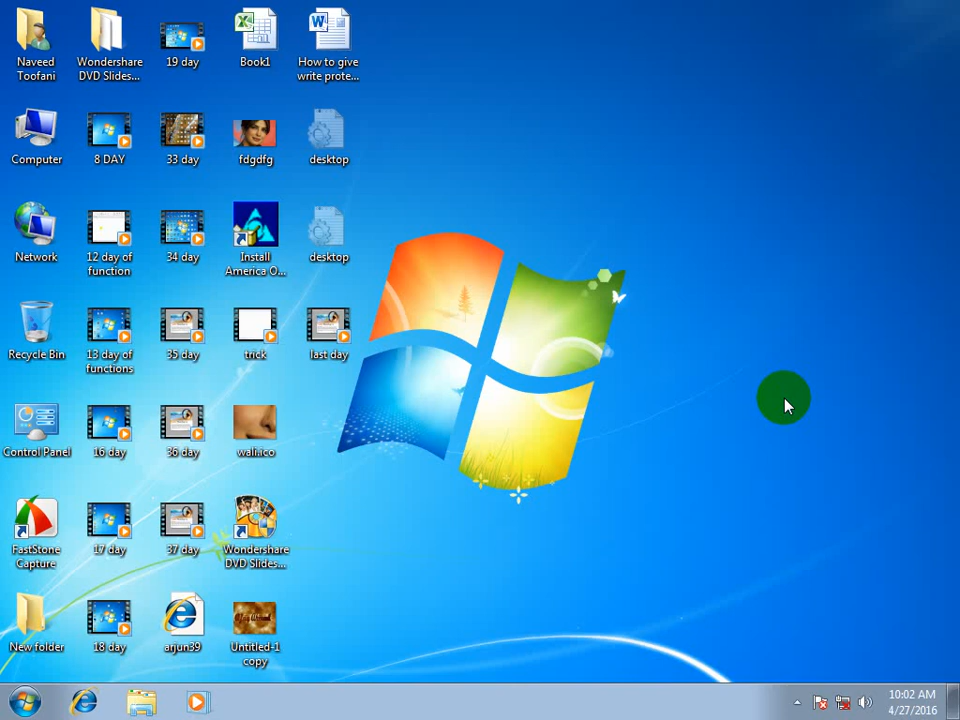 Naveed
Toofani
Wondershare
DVD Slides...
19 day
Book1
How to give
write prote...
Computer
8 DAY
33 day
fdgdfg
desktop
Network
12 day of
function
34 day
Install
America O...
desktop
Recycle Bin
13 day of
functions
35 day
trick
last day
Control Panel
16 day
36 day
wali.ico
FastStone
Capture
17 day
37 day
Wondershare
DVD Slides...
New folder
18 day
arjun39
Untitled-1
copy
10:02 AM
4/27/2016